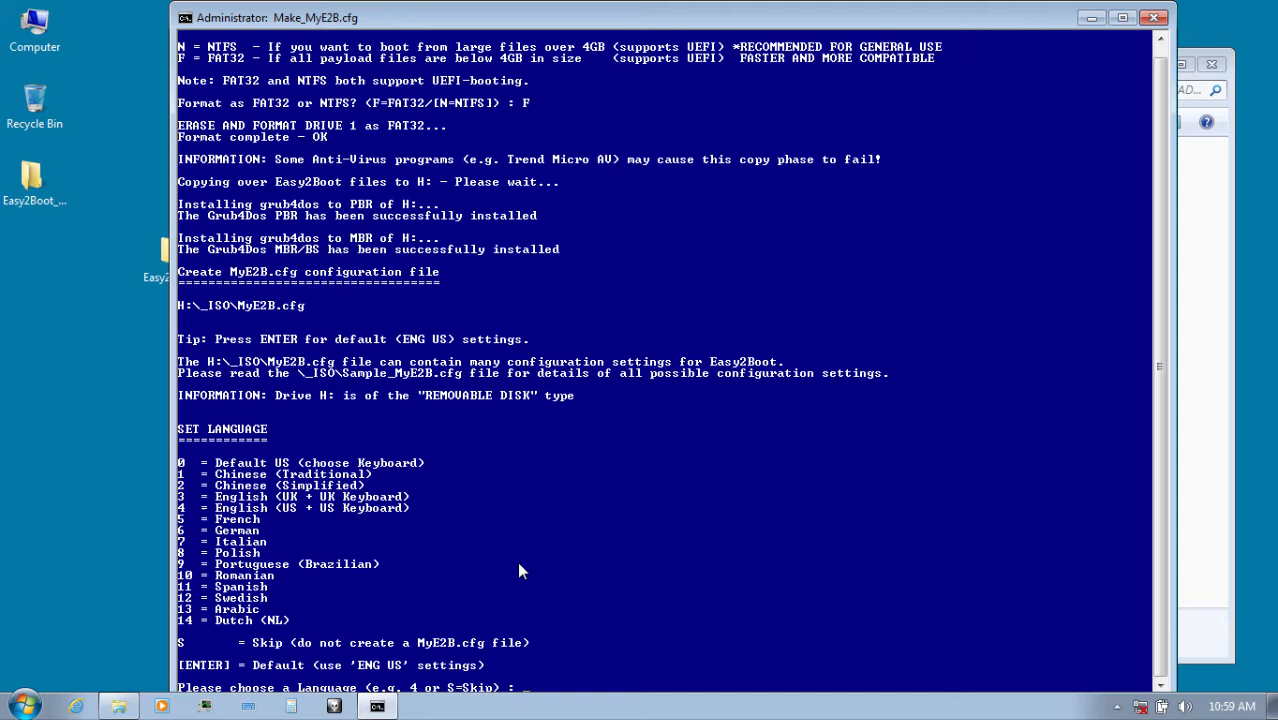 Administrator: Make_MyE2B.cfg
N = NTFS  - If you want to boot from large files over 4GB (supports UEFI) *RECOMMENDED FOR GENERAL USE
F = FAT32 - If all payload files are below 4GB in size    (supports UEFI)  FASTER AND MORE COMPATIBLE
Note: FAT32 and NTFS both support UEFI-booting.
Format as FAT32 or NTFS? (F=FAT32/[N=NTFS]) : F
ERASE AND FORMAT DRIVE 1 as FAT32...
Format complete - OK
INFORMATION: Some Anti-Virus programs (e.g. Trend Micro AV) may cause this copy phase to fail!
Copying over Easy2Boot files to H: - Please wait...
Installing grub4dos to PBR of H:...
The Grub4Dos PBR has been successfully installed
Installing grub4dos to MBR of H:...
The Grub4Dos MBR/BS has been successfully installed
Create MyE2B.cfg configuration file
===================================
H:\_ISO\MyE2B.cfg
Tip: Press ENTER for default (ENG US) settings.
The H:\_ISO\MyE2B.cfg file can contain many configuration settings for Easy2Boot.
Please read the \_ISO\Sample_MyE2B.cfg file for details of all possible configuration settings.
INFORMATION: Drive H: is of the "REMOVABLE DISK" type
SET LANGUAGE
============
0  = Default US (choose Keyboard)
1  = Chinese (Traditional)
2  = Chinese (Simplified)
3  = English (UK + UK Keyboard)
4  = English (US + US Keyboard)
5  = French
6  = German
7  = Italian
8  = Polish
9  = Portuguese (Brazilian)
10 = Romanian
11 = Spanish
12 = Swedish
13 = Arabic
14 = Dutch (NL)
S       = Skip (do not create a MyE2B.cfg file)
[ENTER] = Default (use 'ENG US' settings)
Please choose a Language (e.g. 4 or S=Skip) : _
Computer
Recycle Bin
Easy2Boot_...
Easy2
AD...
10:59 AM